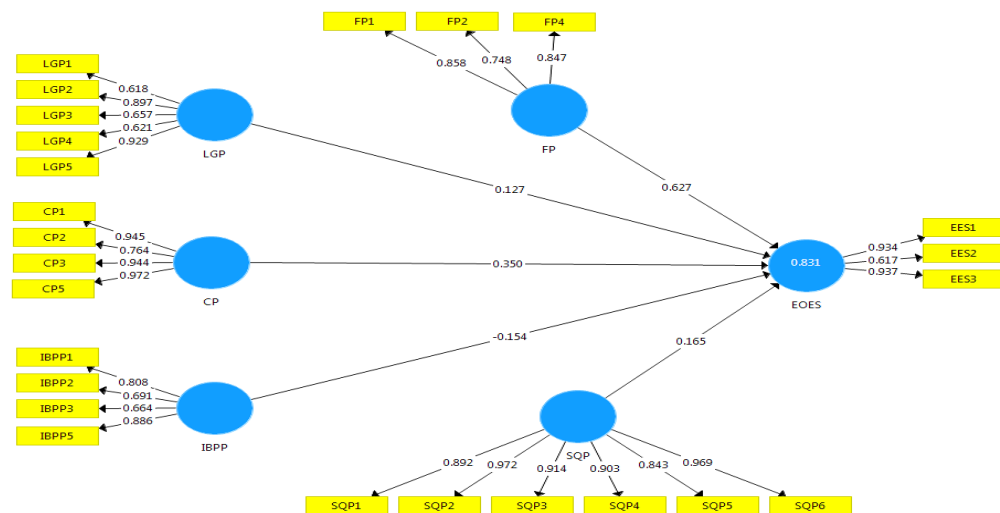 FP1 FP2 FP4
0.858 0.748 0.847
FP
LGP1
LGP2
LGP3
LGP4
LGP5
0.618
0.897
0.657
0.621
0.929
LGP
0.127
0.627
CP1
CP2
CP3
CP5
0.945
0.764
0.944
0.972
CP
0.350
0.831
EOES
0.934
0.617
0.937
EES1
EES2
EES3
IBPP1
IBPP2
IBPP3
IBPP5
0.808
0.691
0.664
0.886
IBPP
-0.154
0.165
SQP
0.892 0.972 0.914 0.903 0.843 0.969
SQP1 SQP2 SQP3 SQP4 SQP5 SQP6